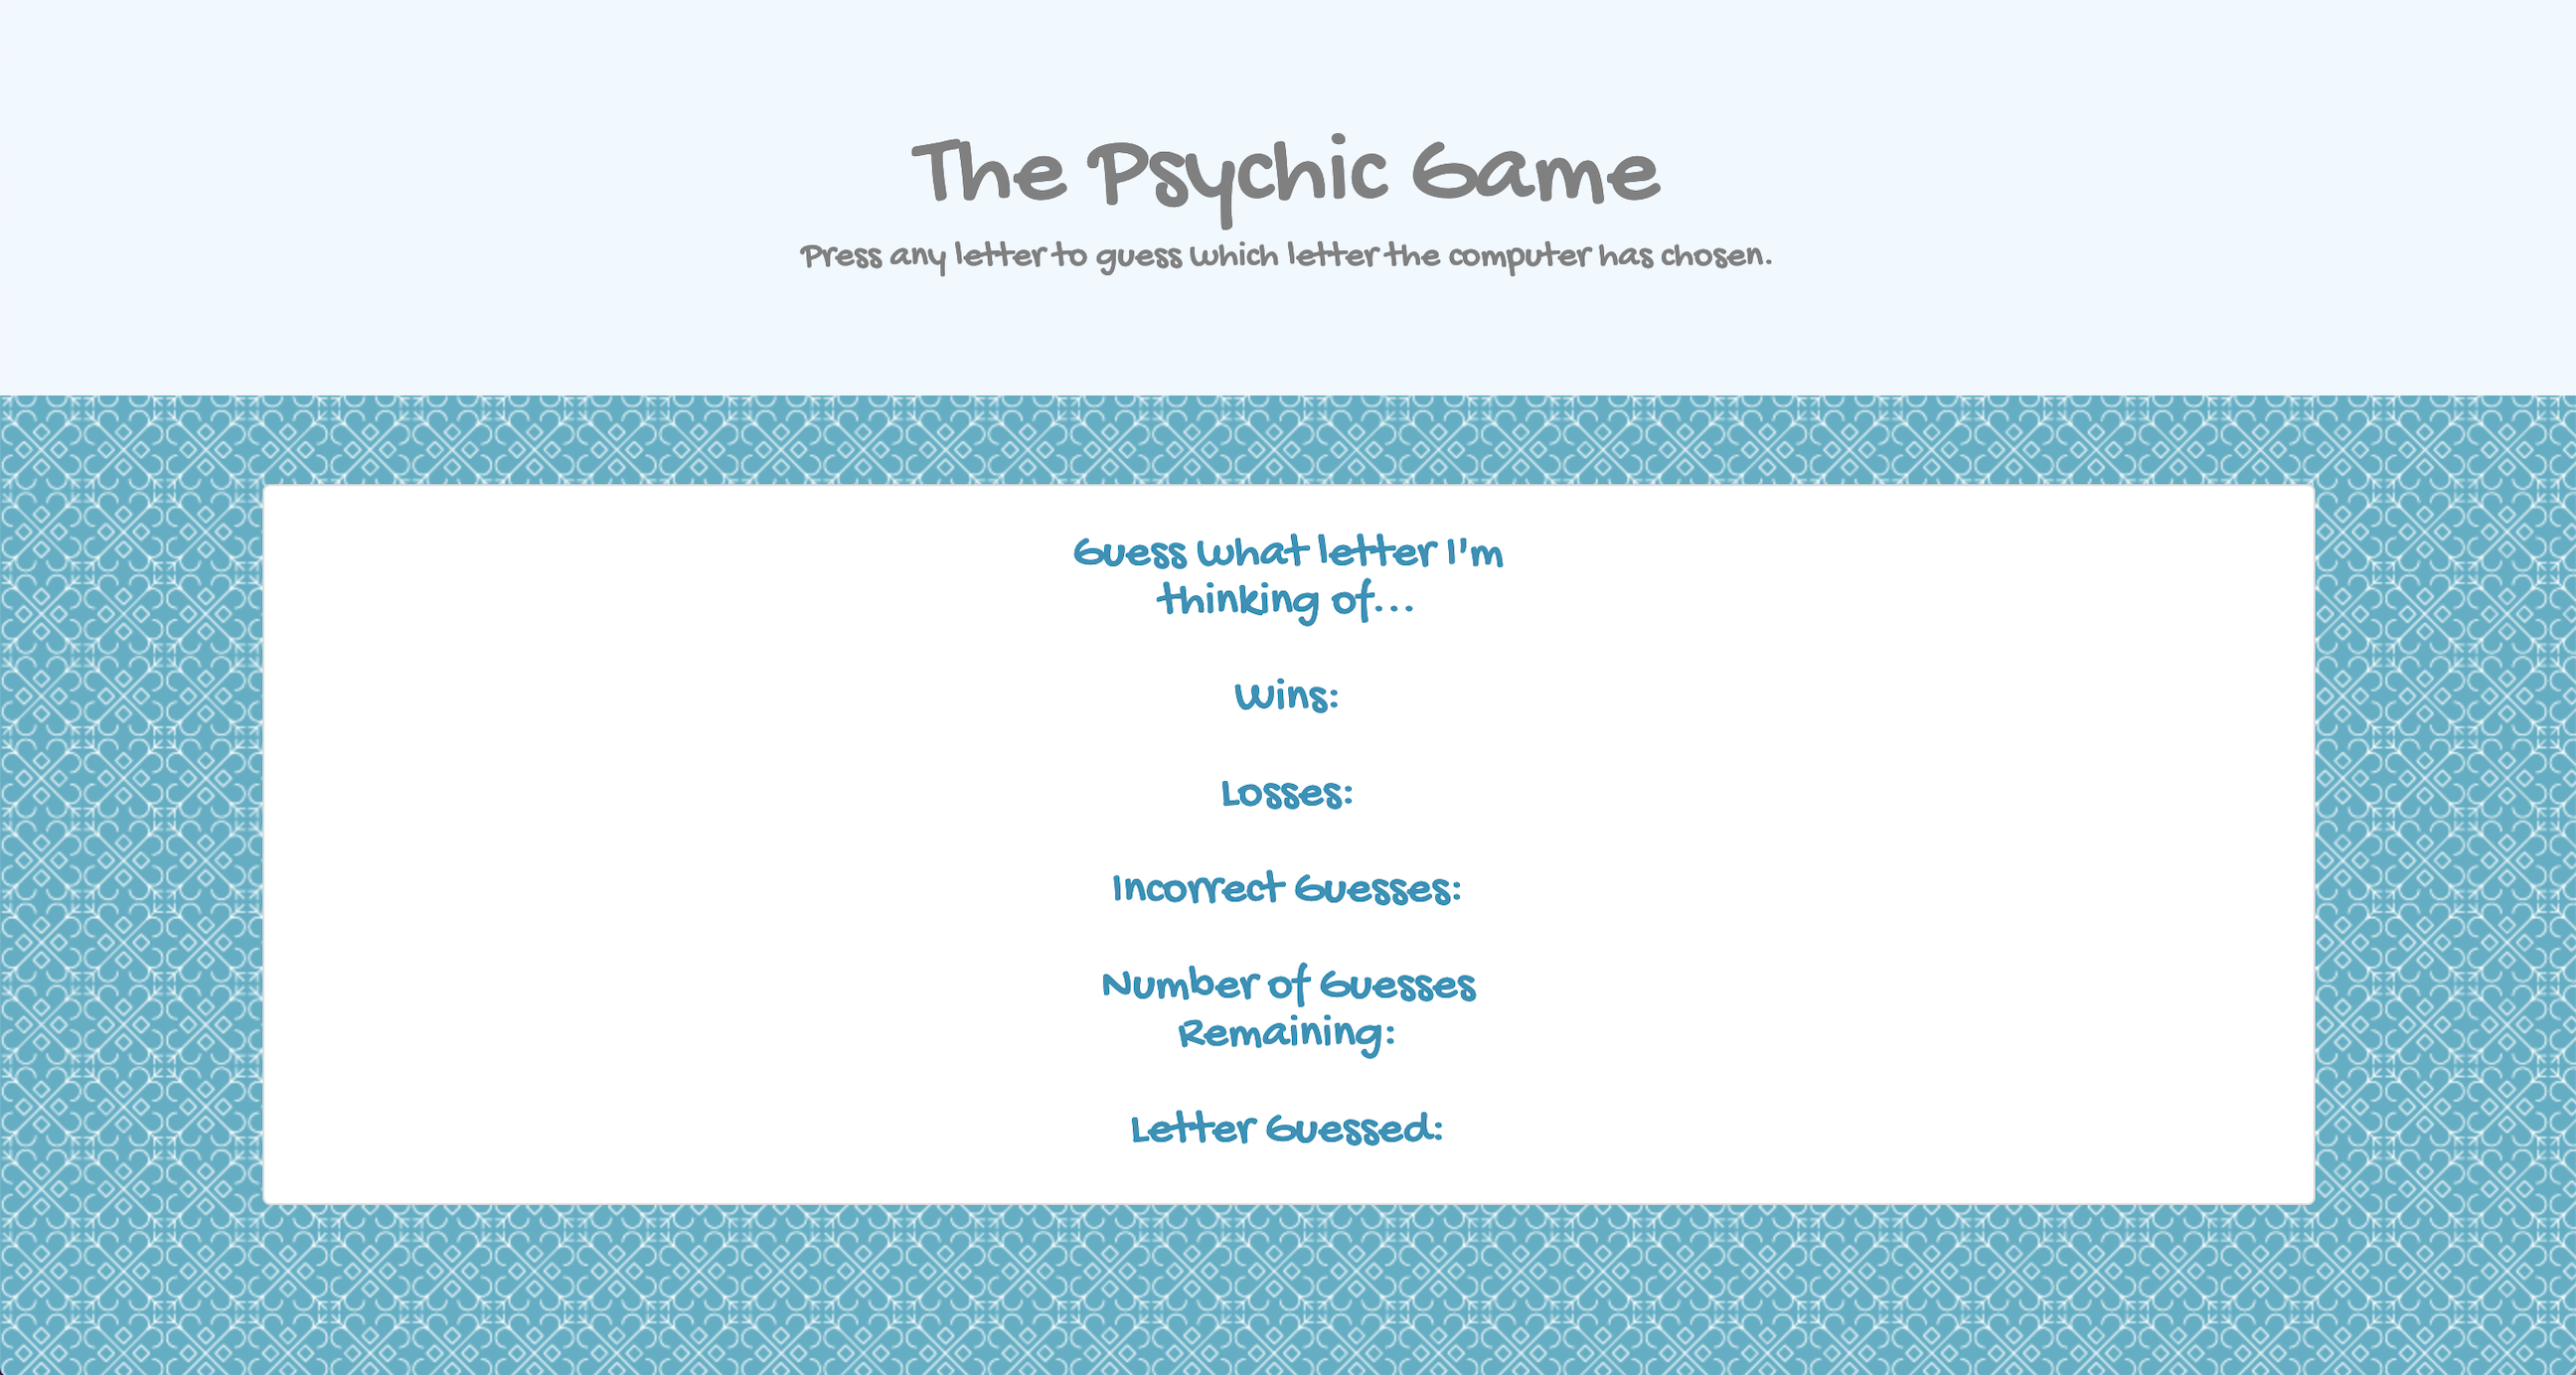 The Psychic Game
Press any letter to guess which letter the computer has chosen.
Guess what letter I'm
thinking of...
Wins:
Losses:
Incorrect Guesses:
Number of Guesses
Remaining:
Letter Guessed: